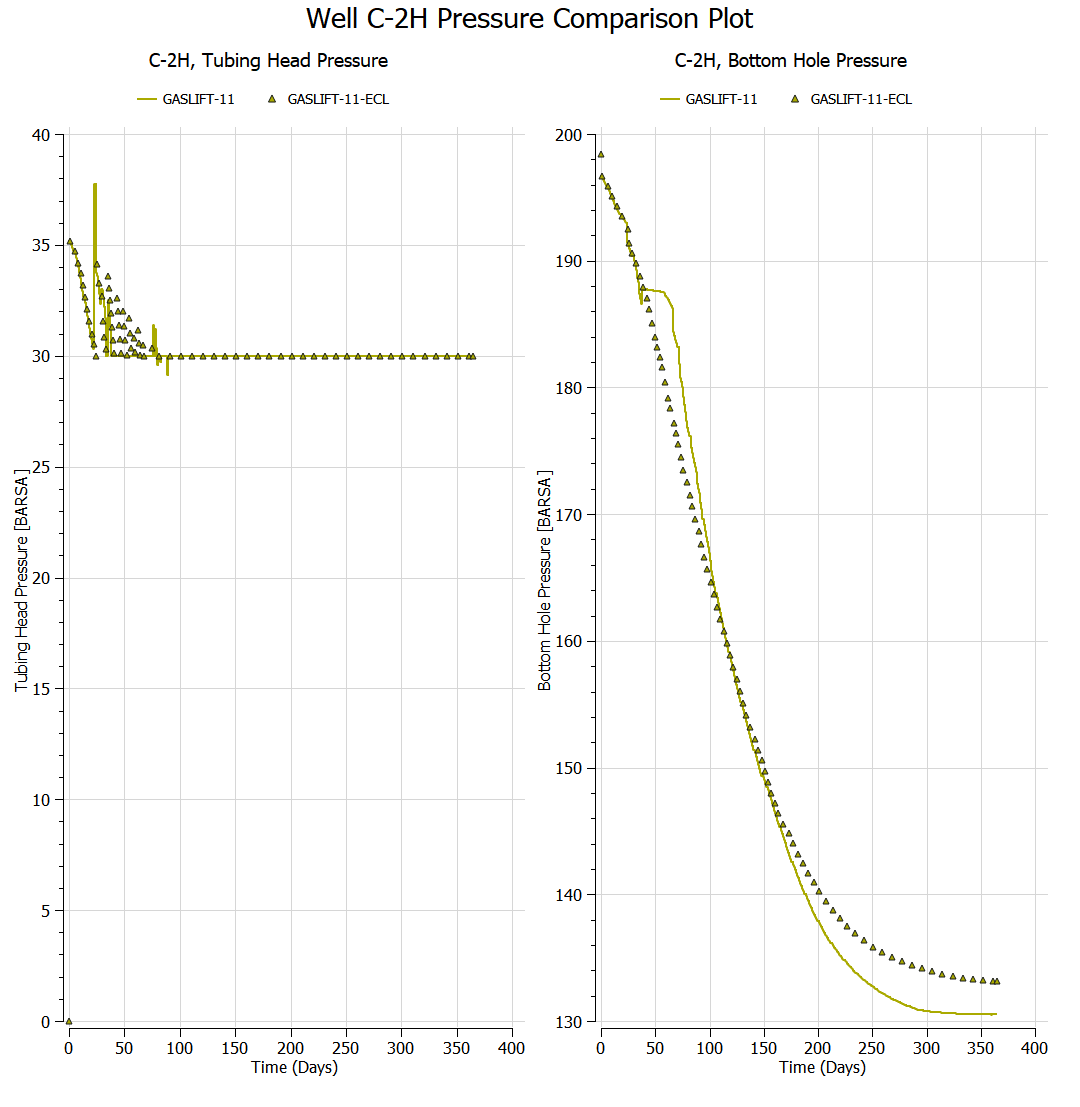 Well C-2H Pressure Comparison Plot
C-2H, Tubing Head Pressure
GASLIFT-11 GASLIFT-11-ECL
40
35
30
25
20
15
10
5
0
Tubing Head Pressure [BARSA]
0 50 100 150 200 250 300 350 400
Time (Days)
C-2H, Bottom Hole Pressure
GASLIFT-11 GASLIFT-11-ECL
200
190
180
170
160
150
140
130
Bottom Hole Pressure [BARSA]
0 50 100 150 200 250 300 350 400
Time (Days)